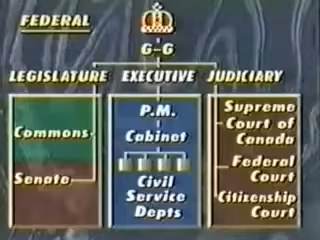 FEDERAL
G-G
LEGISLATURE EXECUTIVE JUDICIARY
Commons
Senate
P.M.
Cabinet
Civil
Service
Depts
Supreme
Court of
Canada
Federal
Court
Citizenship
Court